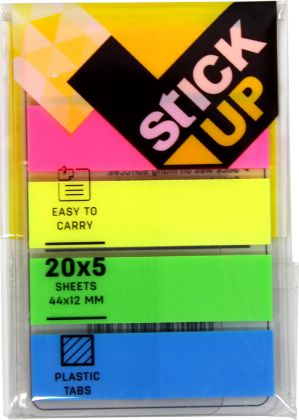 STICK
UP
EASY TO
CARRY
20x5
SHEETS
44x12 MM
PLASTIC
TABS